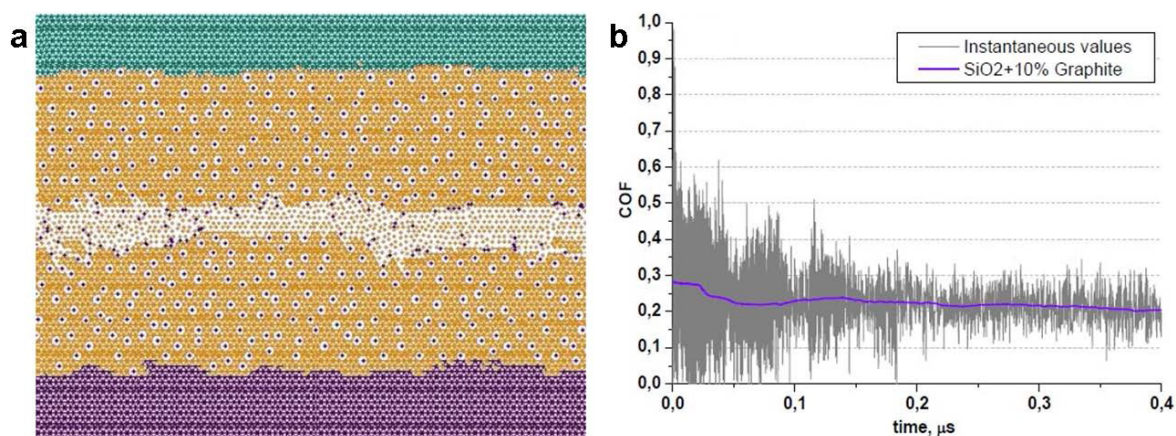 a
b
1,0
0,9
0,8
0,7
0,6
0,5
0,4
0,3
0,2
0,1
0,0
COF
Instantaneous values
SiO2+10% Graphite
0,0 0,1 0,2 0,3 0,4
time, μs